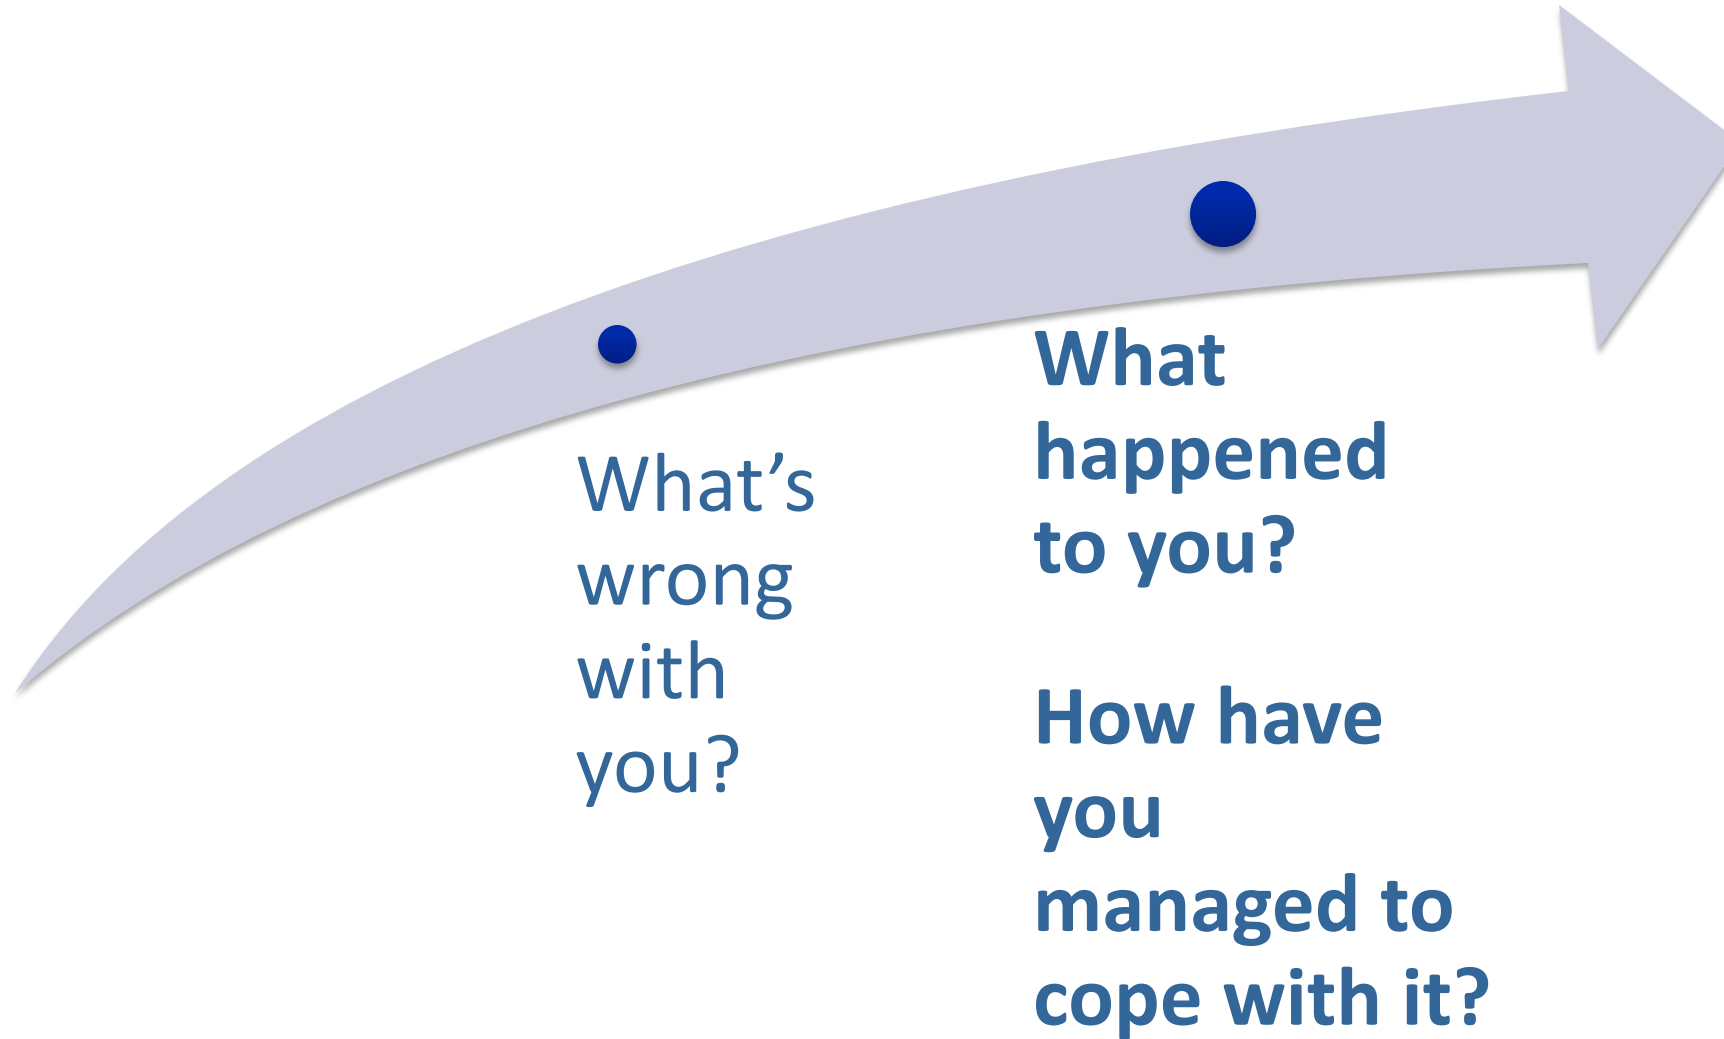 What’s
wrong
with
you?
What
happened
to you?
How have
you
managed to
cope with it?